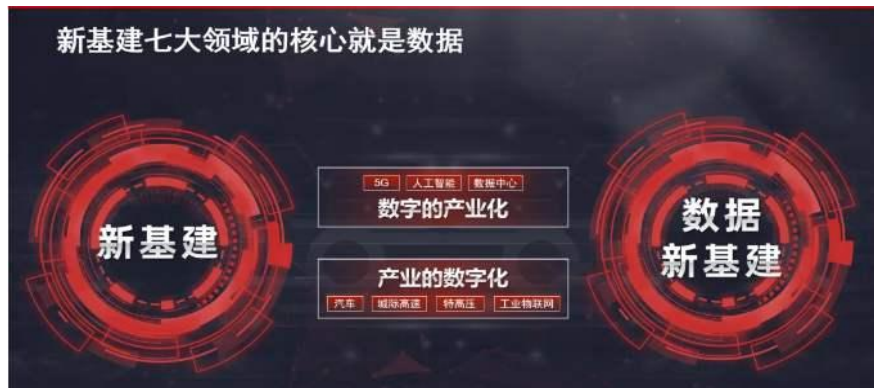 新基建七大领域的核心就是数据
新基建
5G 人工智能 数据中心
数字的产业化
产业的数字化
汽车 城际高速 特高压 工业物联网
数据
新基建